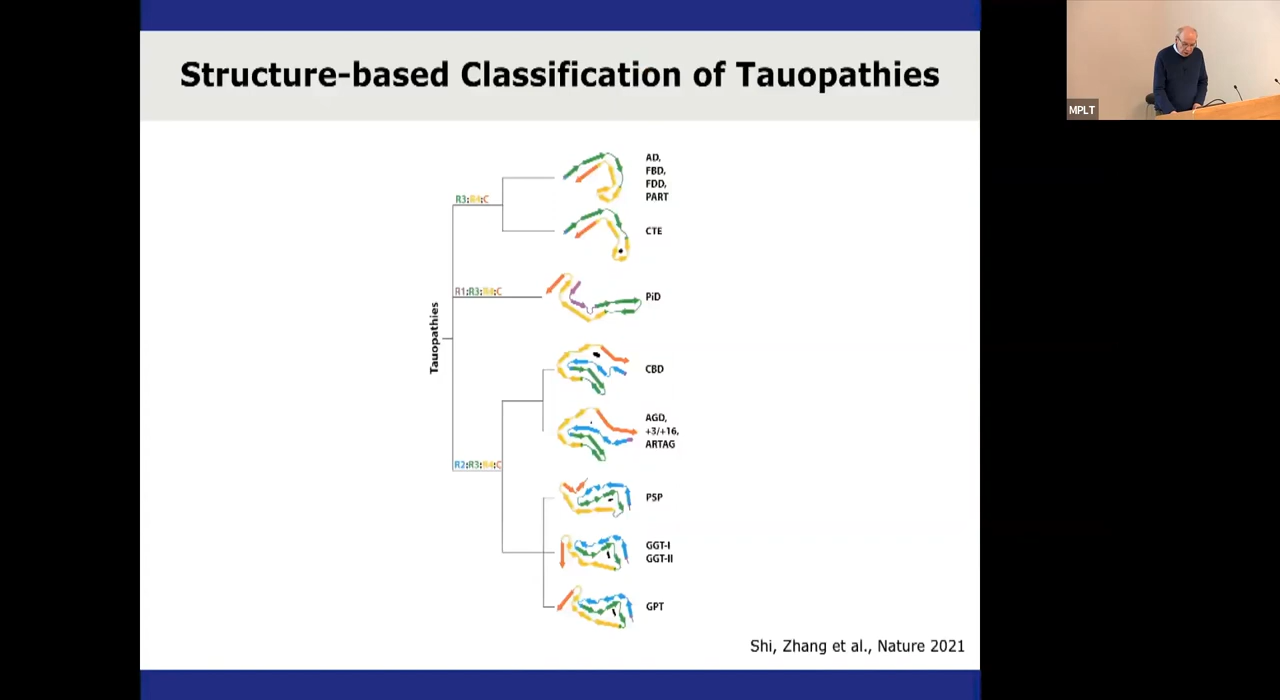 Structure-based Classification of Tauopathies
MPLT
AD,
FBD,
FDD,
PART
R3:R4:C
CTE
R1:R3:R4:C
PiD
Tauopathies
CBD
AGD,
+3/+16,
ARTAG
R2:R3:R4:C
PSP
GGT-I
GGT-II
GPT
Shi, Zhang et al., Nature 2021